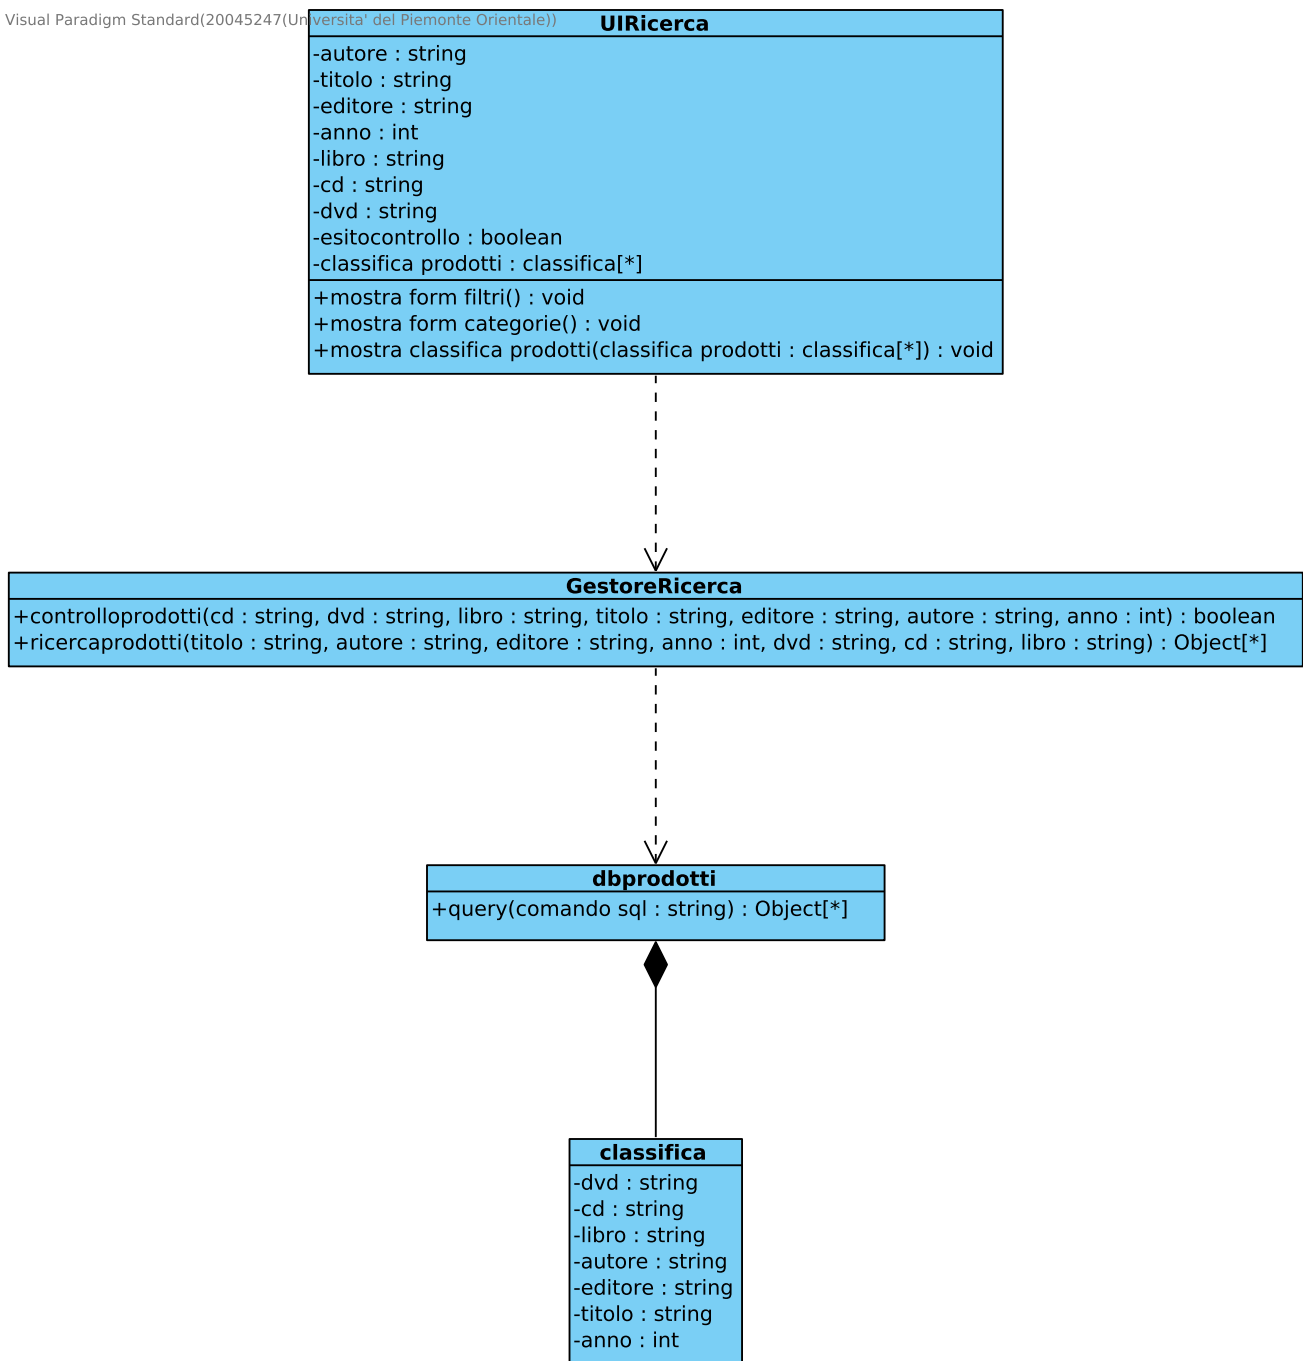 Visual Paradigm Standard(20045247(Universita' del Piemonte Orientale))
UIRicerca
-autore : string
-titolo : string
-editore : string
-anno : int
-libro : string
-cd : string
-dvd : string
-esitocontrollo : boolean
-classifica prodotti : classifica[*]
+mostra form filtri() : void
+mostra form categorie() : void
+mostra classifica prodotti(classifica prodotti : classifica[*]) : void
GestoreRicerca
+controlloprodotti(cd : string, dvd : string, libro : string, titolo : string, editore : string, autore : string, anno : int) : boolean
+ricercaprodotti(titolo : string, autore : string, editore : string, anno : int, dvd : string, cd : string, libro : string) : Object[*]
dbprodotti
+query(comando sql : string) : Object[*]
classifica
-dvd : string
-cd : string
-libro : string
-autore : string
-editore : string
-titolo : string
-anno : int